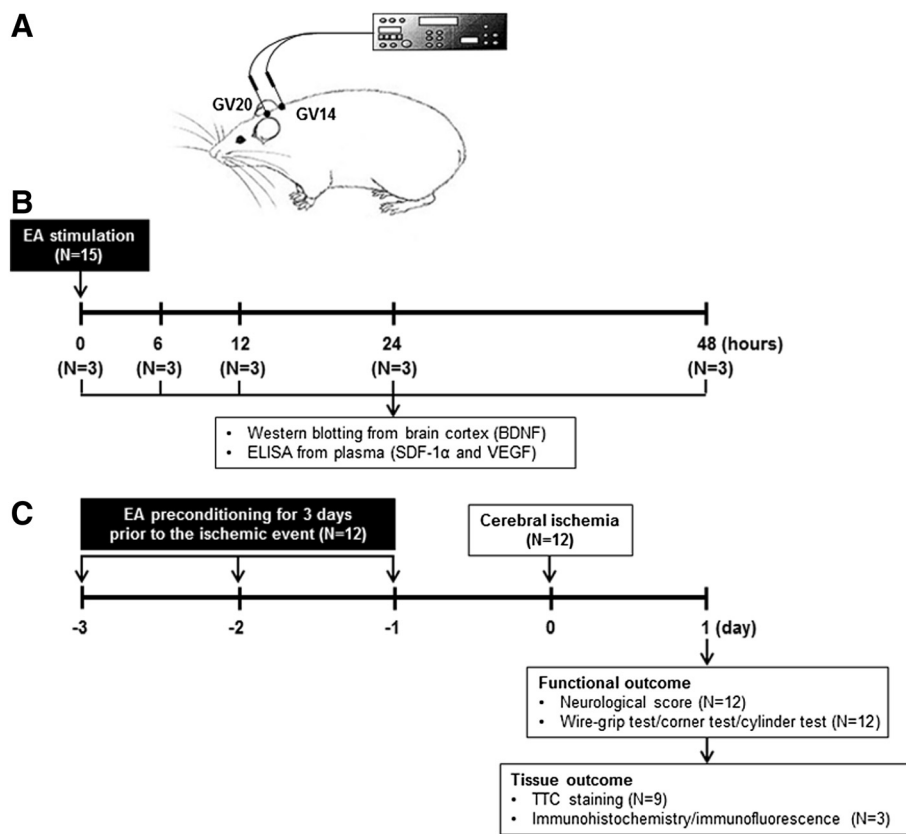 A
GV20
GV14
B
EA stimulation
(N=15)
0 6 12 24 48 (hours)
(N=3) (N=3) (N=3) (N=3) (N=3)
• Western blotting from brain cortex (BDNF)
• ELISA from plasma (SDF-1α and VEGF)
C
EA preconditioning for 3 days
prior to the ischemic event (N=12)
Cerebral ischemia
(N=12)
-3 -2 -1 0 1 (day)
Functional outcome
• Neurological score (N=12)
• Wire-grip test/corner test/cylinder test (N=12)
Tissue outcome
• TTC staining (N=9)
• Immunohistochemistry/immunofluorescence (N=3)